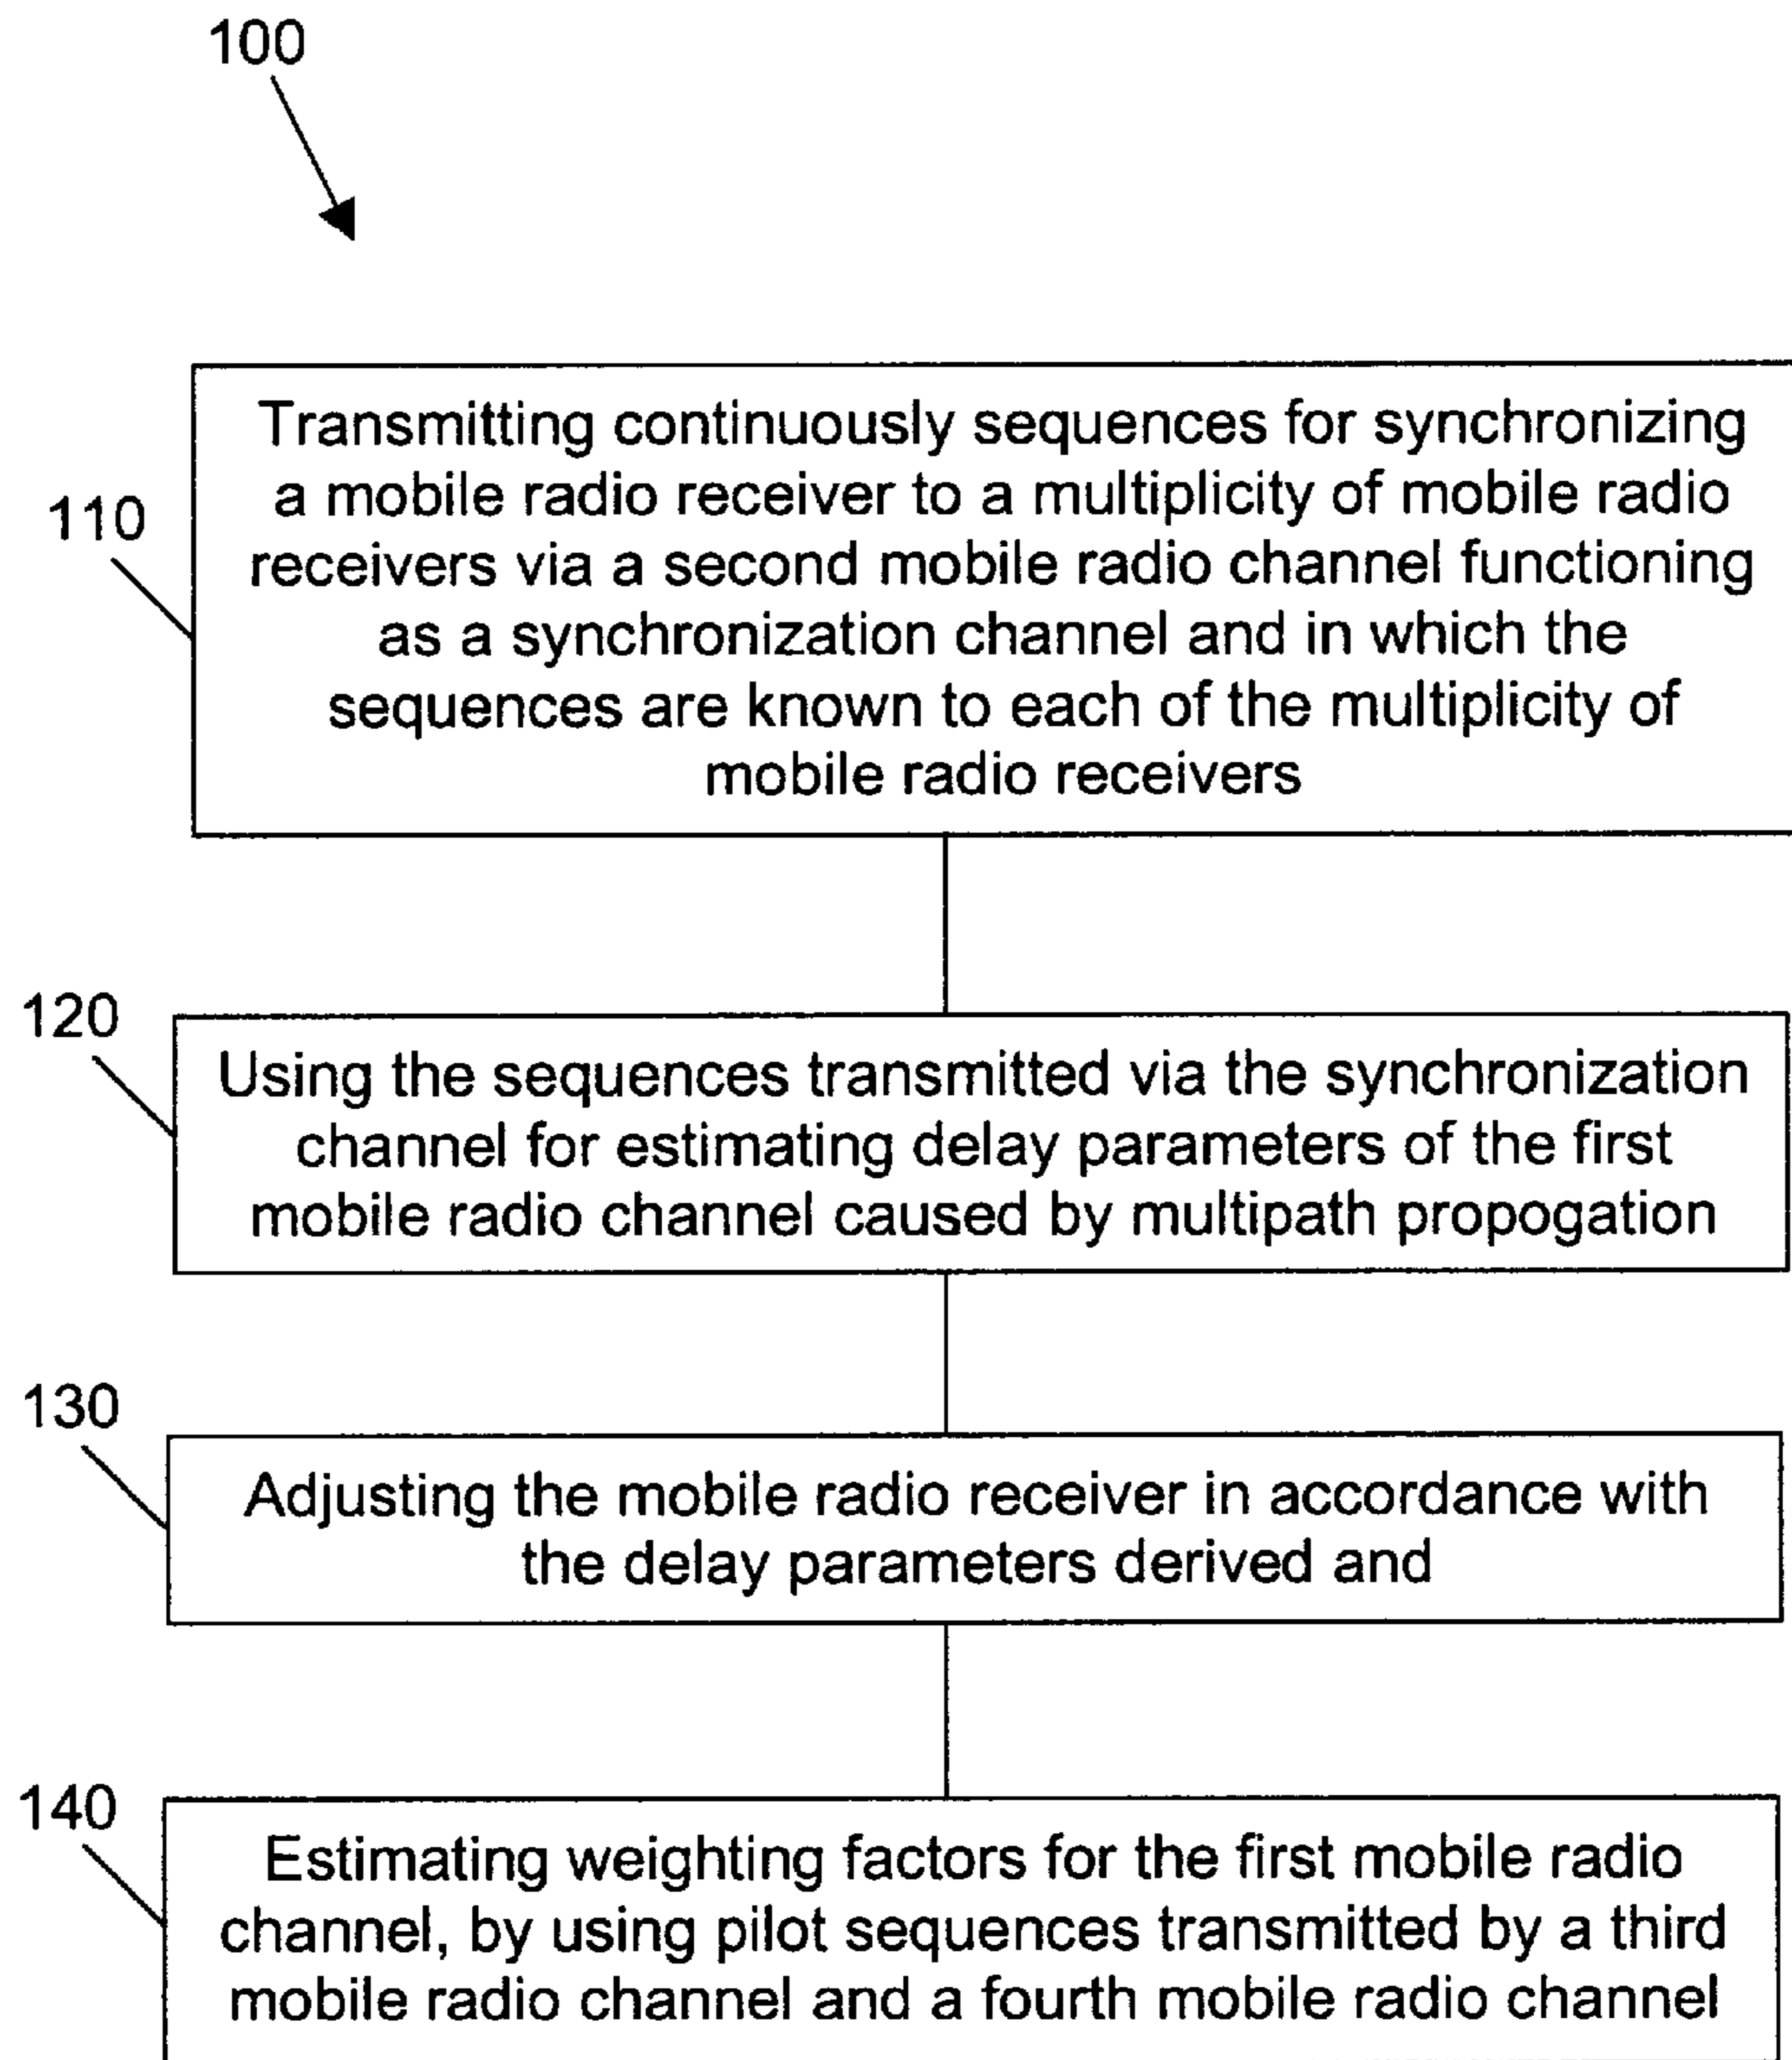 100
110
Transmitting continuously sequences for synchronizing
a mobile radio receiver to a multiplicity of mobile radio
receivers via a second mobile radio channel functioning
as a synchronization channel and in which the
sequences are known to each of the multiplicity of
mobile radio receivers
120
Using the sequences transmitted via the synchronization
channel for estimating delay parameters of the first
mobile radio channel caused by multipath propogation
130
Adjusting the mobile radio receiver in accordance with
the delay parameters derived and
140
Estimating weighting factors for the first mobile radio
channel, by using pilot sequences transmitted by a third
mobile radio channel and a fourth mobile radio channel